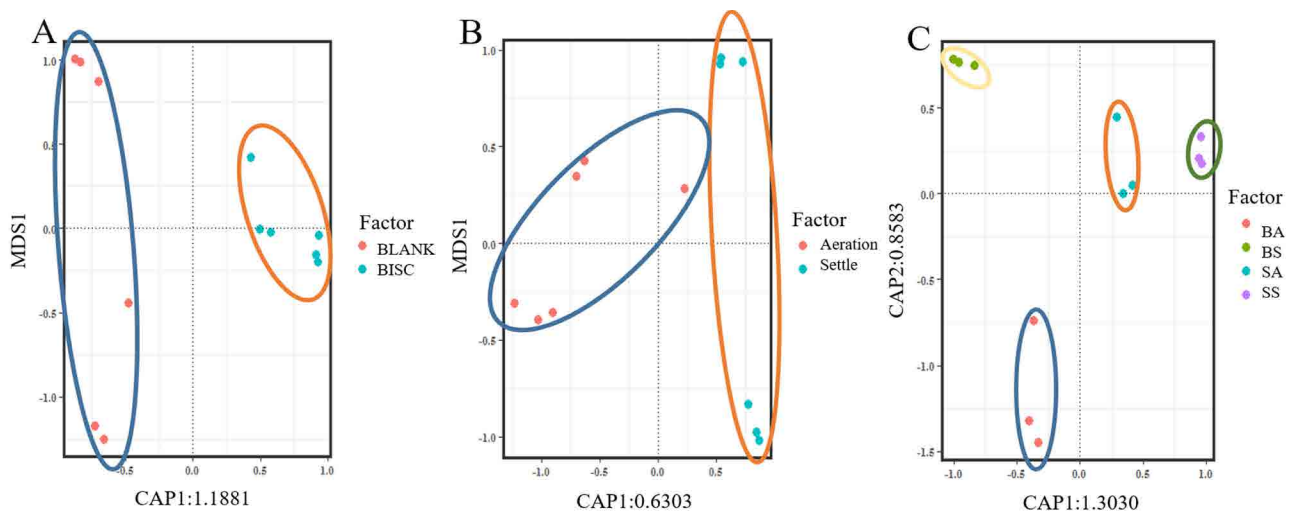 A
MDS1
1.0
0.5
0.0
-0.5
-1.0
-0.5
0.0
0.5
1.0
CAP1:1.1881
Factor
BLANK
BISC
B
MDS1
1.0
0.5
0.0
-0.5
-1.0
-1.0
-0.5
0.0
0.5
CAP1:0.6303
Factor
Aeration
Settle
C
CAP2:0.8583
0.5
0.0
-0.5
-1.0
-1.5
-1.0
-0.5
0.0
0.5
1.0
CAP1:1.3030
Factor
BA
BS
SA
SS